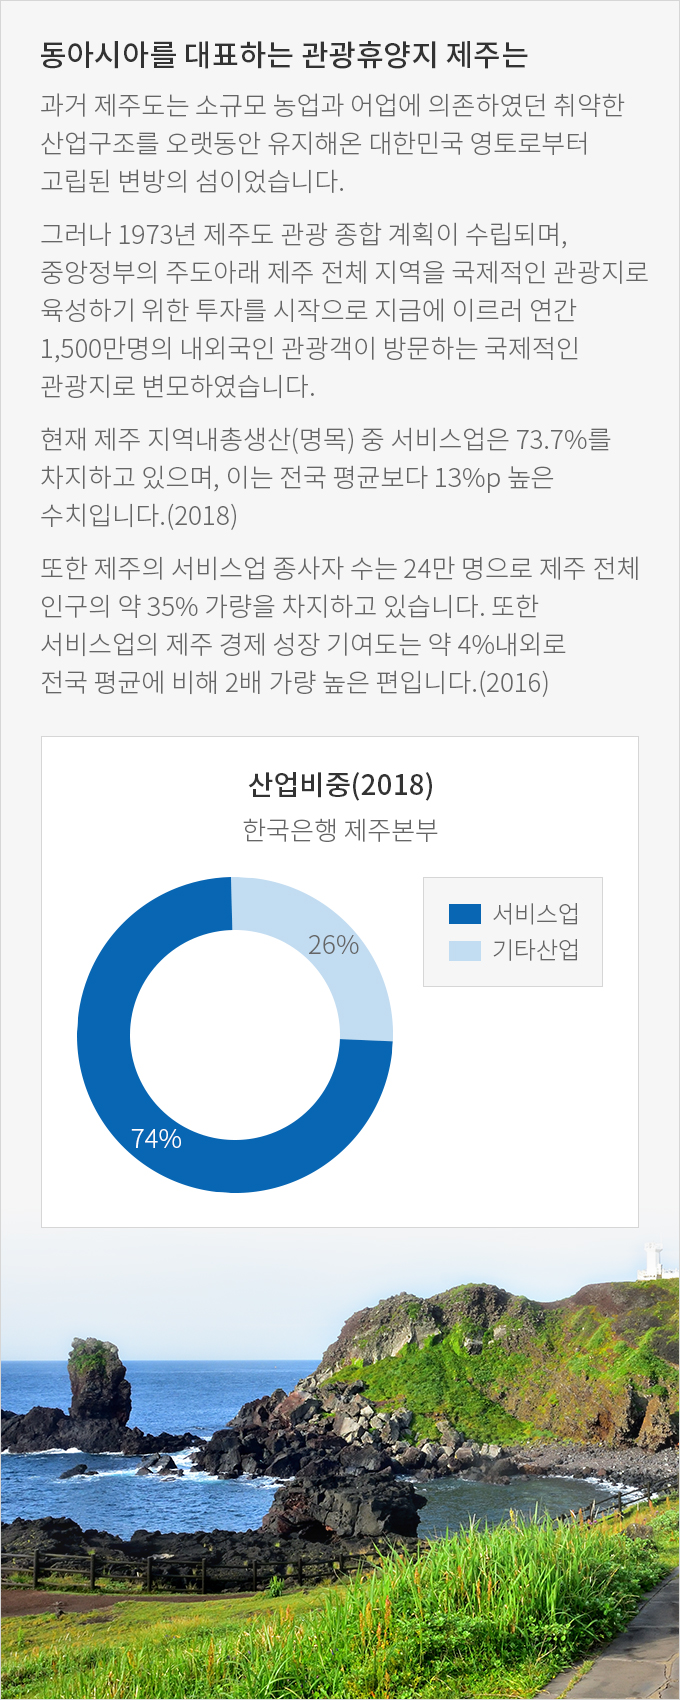 동아시아를 대표하는 관광휴양지 제주는
과거 제주도는 소규모 농업과 어업에 의존하였던 취약한
산업구조를 오랫동안 유지해온 대한민국 영토로부터
고립된 변방의 섬이었습니다.
그러나 1973년 제주도 관광 종합 계획이 수립되며,
중앙정부의 주도아래 제주 전체 지역을 국제적인 관광지로
육성하기 위한 투자를 시작으로 지금에 이르러 연간
1,500만명의 내외국인 관광객이 방문하는 국제적인
관광지로 변모하였습니다.
현재 제주 지역내총생산(명목) 중 서비스업은 73.7%를
차지하고 있으며, 이는 전국 평균보다 13%p 높은
수치입니다.(2018)
또한 제주의 서비스업 종사자 수는 24만 명으로 제주 전체
인구의 약 35% 가량을 차지하고 있습니다. 또한
서비스업의 제주 경제 성장 기여도는 약 4%내외로
전국 평균에 비해 2배 가량 높은 편입니다.(2016)
산업비중(2018)
한국은행 제주본부
서비스업
기타산업
26%
74%